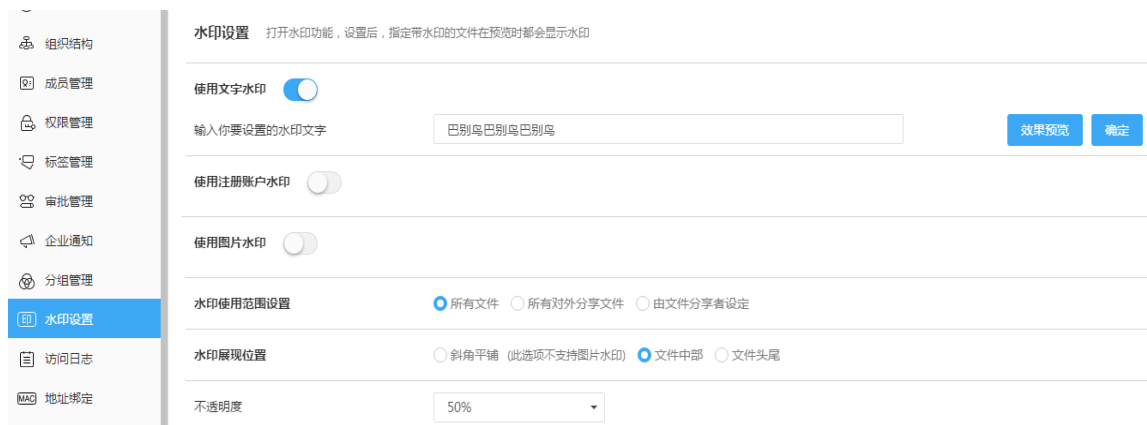 组织结构
成员管理
权限管理
标签管理
审批管理
企业通知
分组管理
印 水印设置
访问日志
MAC 地址绑定
水印设置 打开水印功能，设置后，指定带水印的文件在预览时都会显示水印
使用文字水印
输入你要设置的水印文字 巴别鸟巴别鸟巴别鸟 效果预览 确定
使用注册账户水印
使用图片水印
水印使用范围设置 所有文件 所有对外分享文件 由文件分享者设定
水印展现位置 斜角平铺 (此选项不支持图片水印) 文件中部 文件头尾
不透明度 50%